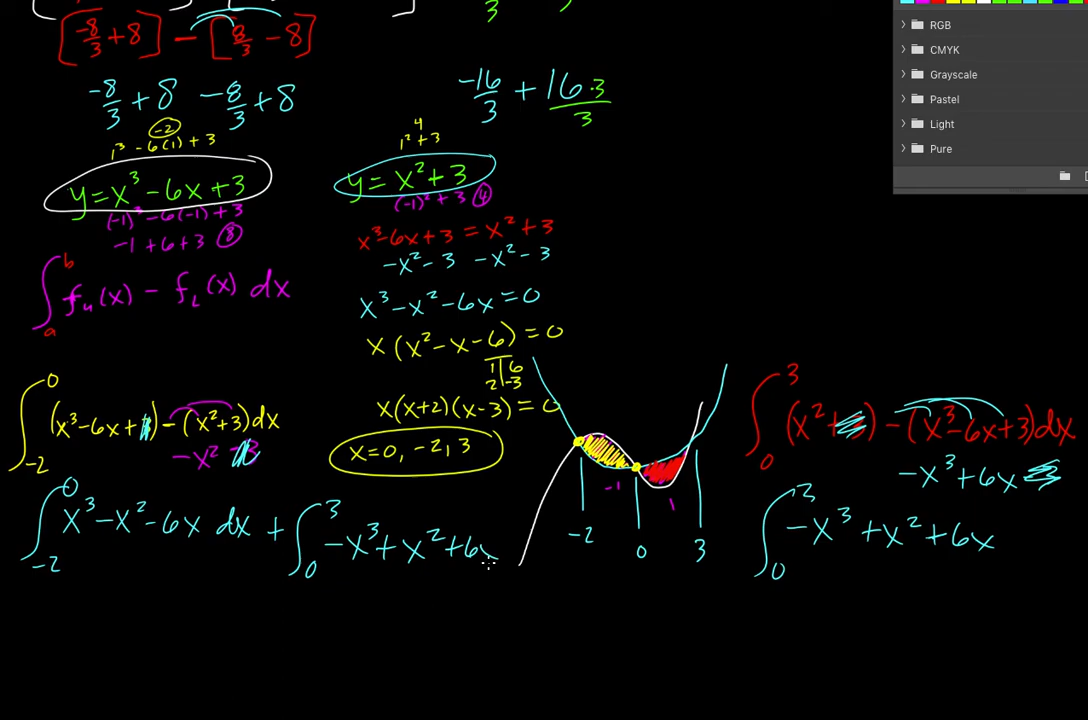 3
[-8/3 + 8] - [8/3 - 8]
-8/3 + 8 - 8/3 + 8
-16/3 + 16·3/3
-2
1³ - 6(1) + 3
4
1² + 3
y = x³ - 6x + 3
y = x² + 3
(-1)³ - 6(-1) + 3
-1 + 6 + 3 8
(-1)² + 3 4
x³ - 6x + 3 = x² + 3
-x² - 3 -x² - 3
∫ₐᵇ f_u(x) - f_L(x) dx
x³ - x² - 6x = 0
x(x² - x - 6) = 0
1 | 6
2 | -3
x(x+2)(x-3) = 0
x = 0, -2, 3
∫₋₂⁰ (x³ - 6x + ) - (x² + 3) dx
-x²
∫₋₂⁰ x³ - x² - 6x dx + ∫₀³ -x³ + x² + 6x
-1
1
-2 0 3
∫₀³ (x² + ) - (x³ - 6x + 3) dx
-x³ + 6x
∫₀³ -x³ + x² + 6x
RGB
CMYK
Grayscale
Pastel
Light
Pure